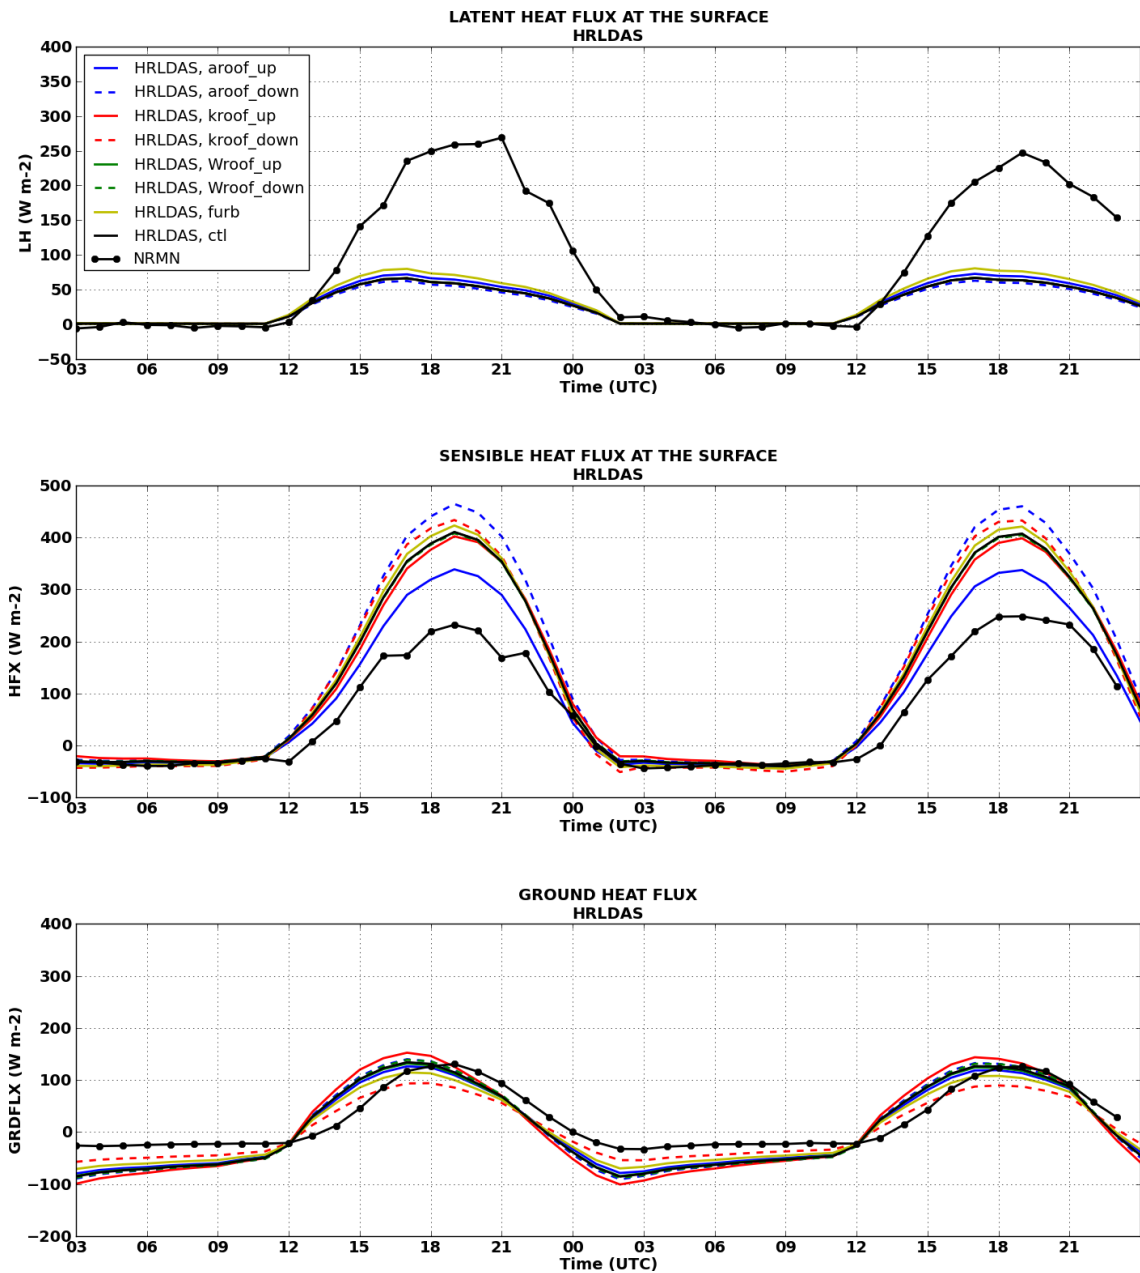 LATENT HEAT FLUX AT THE SURFACE
HRLDAS
400
350
300
250
200
150
100
50
0
−50
LH (W m-2)
HRLDAS, aroof_up
HRLDAS, aroof_down
HRLDAS, kroof_up
HRLDAS, kroof_down
HRLDAS, Wroof_up
HRLDAS, Wroof_down
HRLDAS, furb
HRLDAS, ctl
NRMN
03 06 09 12 15 18 21 00 03 06 09 12 15 18 21
Time (UTC)
SENSIBLE HEAT FLUX AT THE SURFACE
HRLDAS
500
400
300
200
100
0
−100
HFX (W m-2)
03 06 09 12 15 18 21 00 03 06 09 12 15 18 21
Time (UTC)
GROUND HEAT FLUX
HRLDAS
400
300
200
100
0
−100
−200
GRDFLX (W m-2)
03 06 09 12 15 18 21 00 03 06 09 12 15 18 21
Time (UTC)